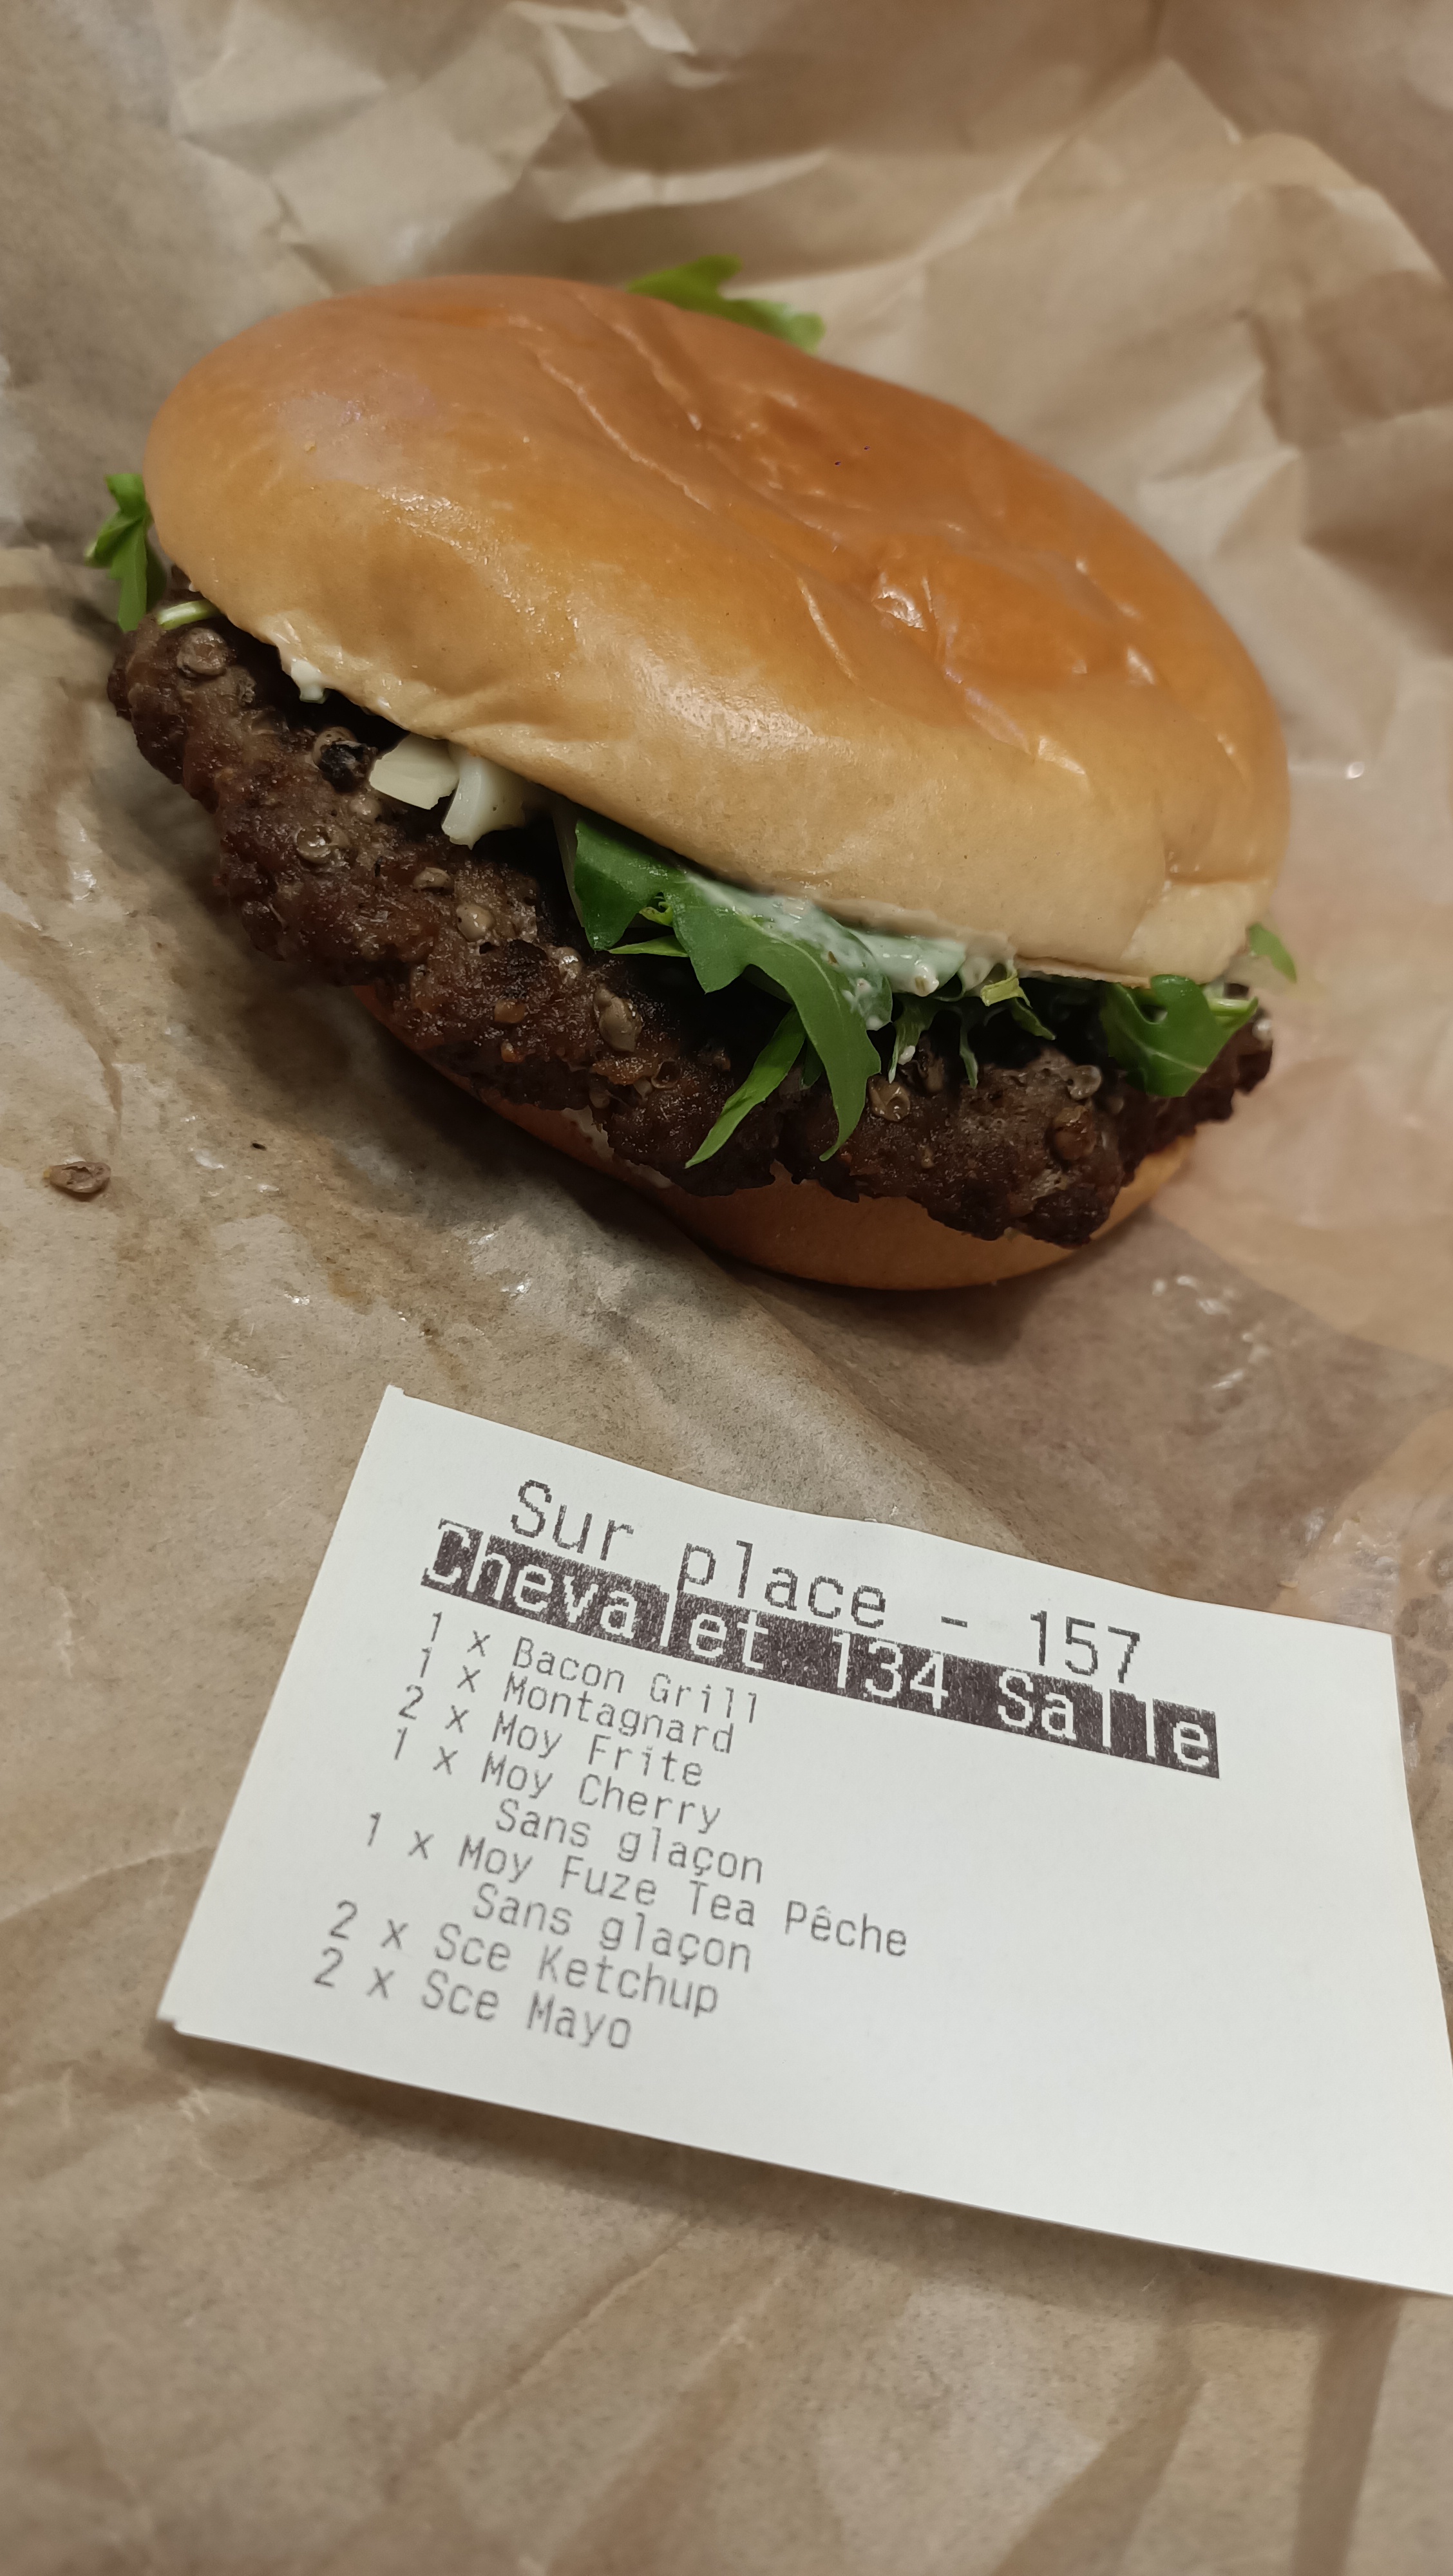 Sur place - 157
Chevalet 134 Salle
1 x Bacon Grill
1 x Montagnard
2 x Moy Frite
1 x Moy Cherry
Sans glaçon
1 x Moy Fuze Tea Pêche
Sans glaçon
2 x Sce Ketchup
2 x Sce Mayo